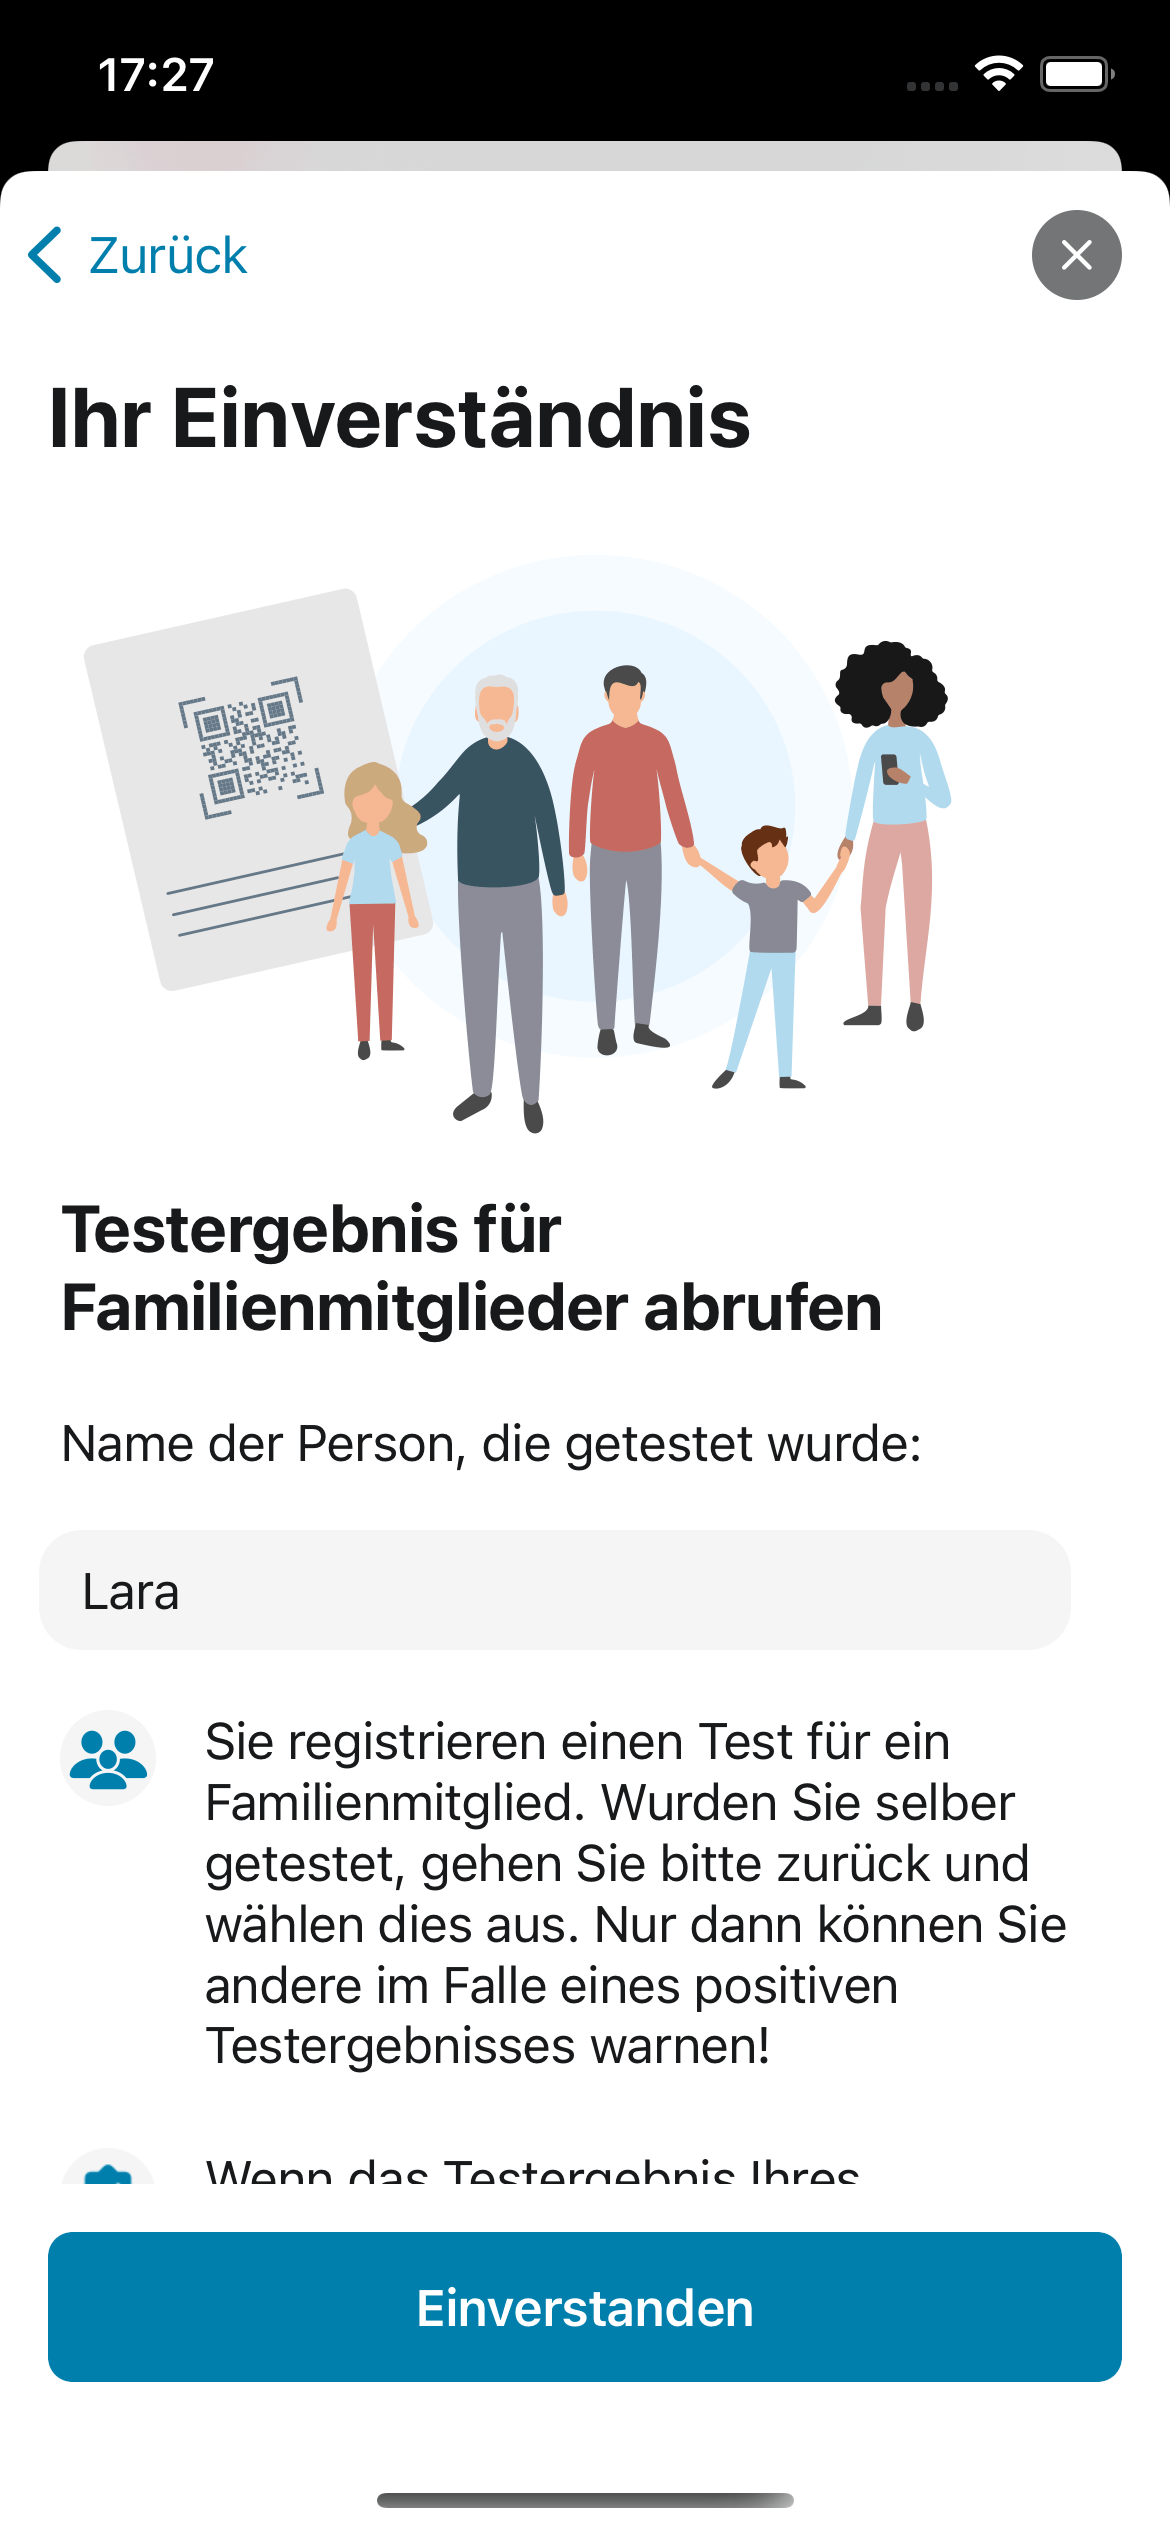 17:27
Zurück
Ihr Einverständnis
Testergebnis für
Familienmitglieder abrufen
Name der Person, die getestet wurde:
Lara
Sie registrieren einen Test für ein
Familienmitglied. Wurden Sie selber
getestet, gehen Sie bitte zurück und
wählen dies aus. Nur dann können Sie
andere im Falle eines positiven
Testergebnisses warnen!
Wenn das Testergebnis Ihres
Einverstanden